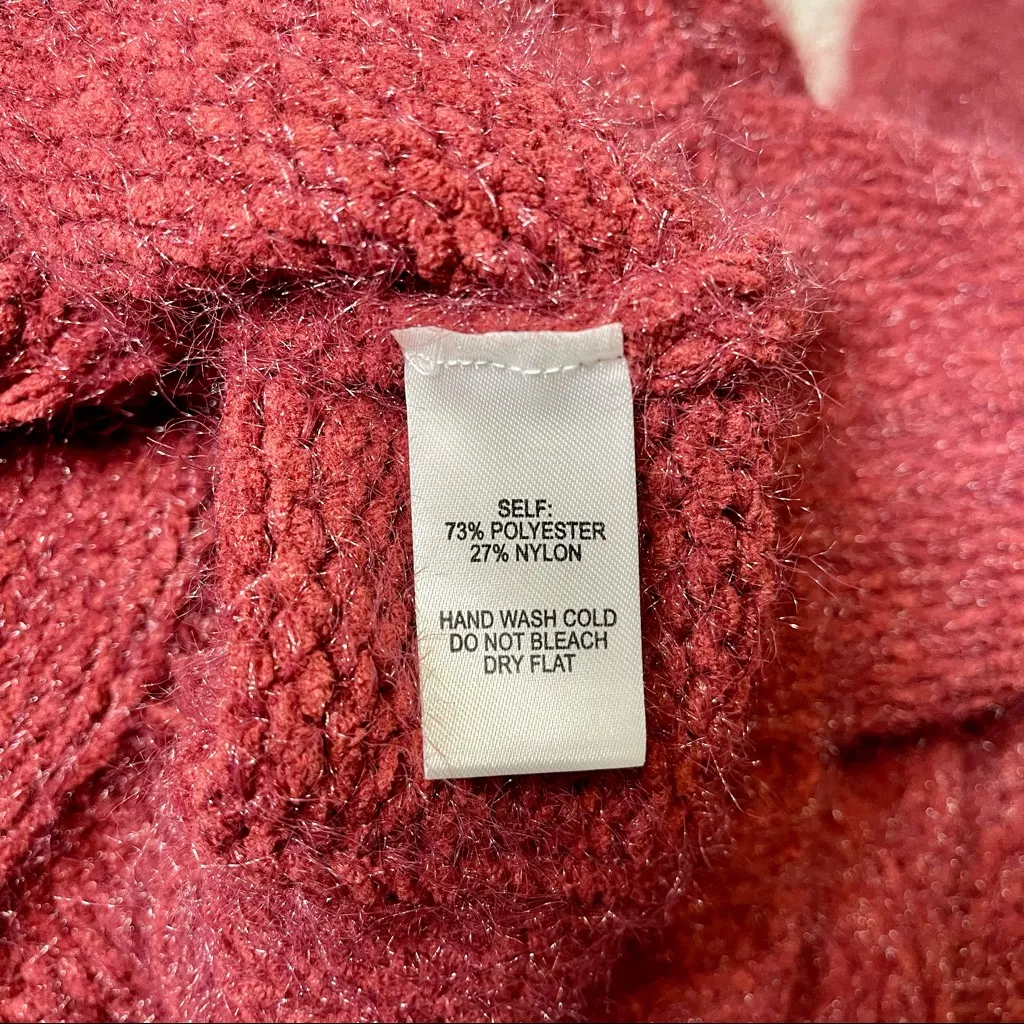 SELF:
73% POLYESTER
27% NYLON
HAND WASH COLD
DO NOT BLEACH
DRY FLAT